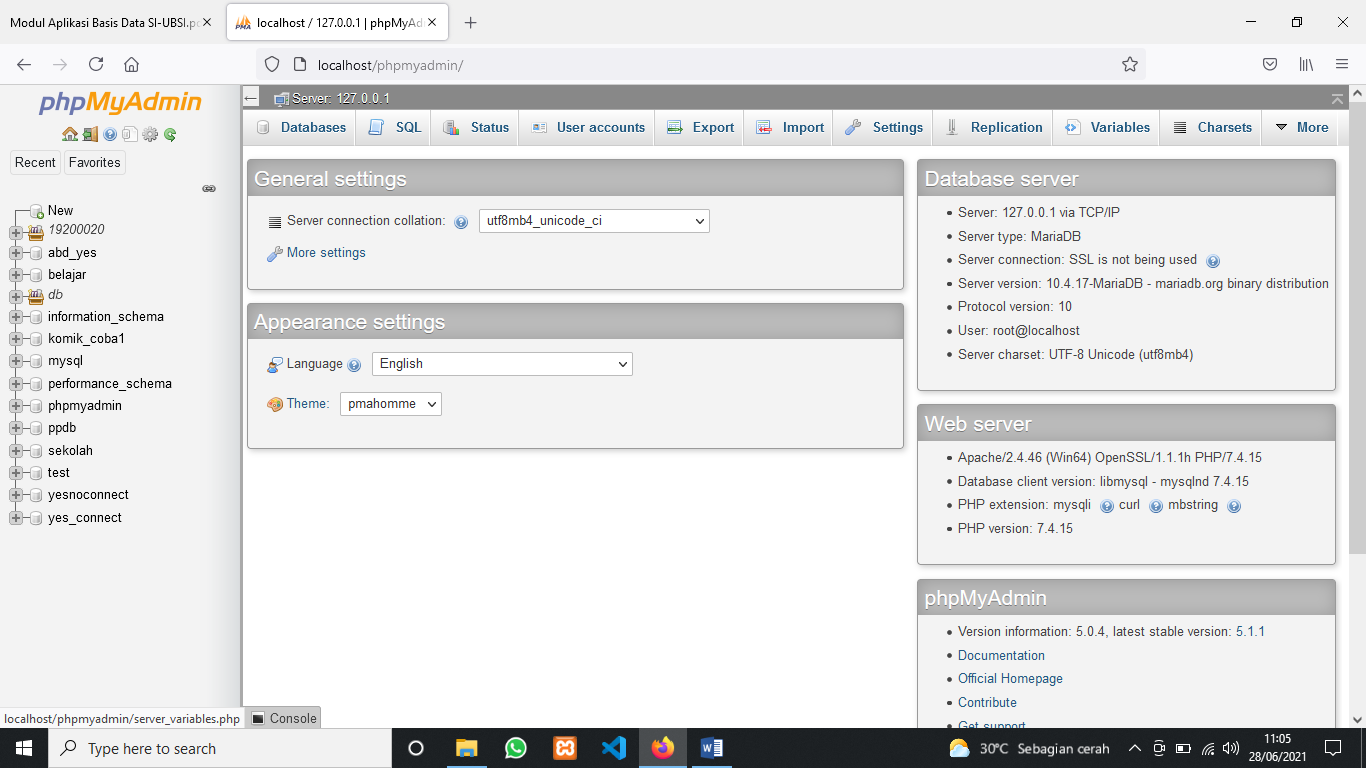 Modul Aplikasi Basis Data SI-UBSI.pd
localhost / 127.0.0.1 | phpMyAd
localhost/phpmyadmin/
phpMyAdmin
Recent
Favorites
New
19200020
abd_yes
belajar
db
information_schema
komik_coba1
mysql
performance_schema
phpmyadmin
ppdb
sekolah
test
yesnoconnect
yes_connect
localhost/phpmyadmin/server_variables.php
Server: 127.0.0.1
Databases SQL Status User accounts Export Import Settings Replication Variables Charsets More
General settings
Server connection collation: utf8mb4_unicode_ci
More settings
Appearance settings
Language English
Theme: pmahomme
Console
Database server
Server: 127.0.0.1 via TCP/IP
Server type: MariaDB
Server connection: SSL is not being used
Server version: 10.4.17-MariaDB - mariadb.org binary distribution
Protocol version: 10
User: root@localhost
Server charset: UTF-8 Unicode (utf8mb4)
Web server
Apache/2.4.46 (Win64) OpenSSL/1.1.1h PHP/7.4.15
Database client version: libmysql - mysqlnd 7.4.15
PHP extension: mysqli curl mbstring
PHP version: 7.4.15
phpMyAdmin
Version information: 5.0.4, latest stable version: 5.1.1
Documentation
Official Homepage
Contribute
Get support
Type here to search
30°C Sebagian cerah
11:05
28/06/2021